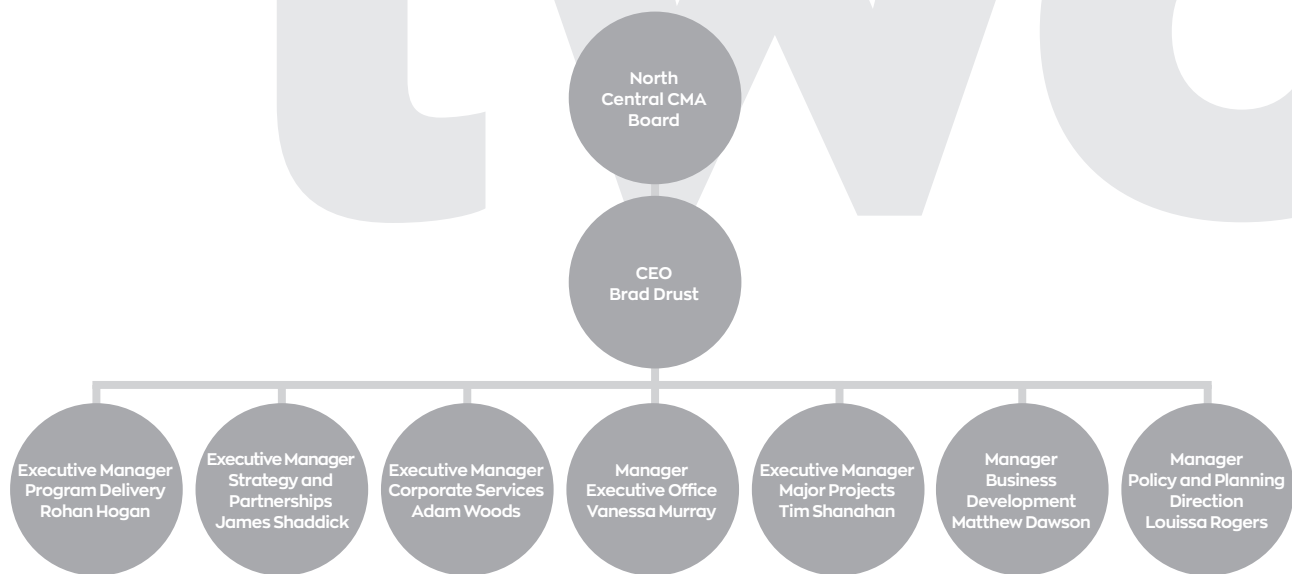 two
North
Central CMA
Board
CEO
Brad Drust
Executive Manager
Program Delivery
Rohan Hogan
Executive Manager
Strategy and
Partnerships
James Shaddick
Executive Manager
Corporate Services
Adam Woods
Manager
Executive Office
Vanessa Murray
Executive Manager
Major Projects
Tim Shanahan
Manager
Business
Development
Matthew Dawson
Manager
Policy and Planning
Direction
Louissa Rogers